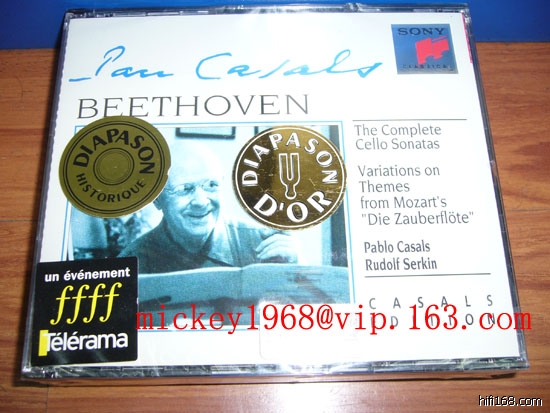 Pau Casals
SONY
CLASSICAL
BEETHOVEN
DIAPASON
HISTORIQUE
DIAPASON
D'OR
The Complete
Cello Sonatas
Variations on
Themes
from Mozart's
"Die Zauberflöte"
Pablo Casals
Rudolf Serkin
CASALS
EDITION
un événement
ffff
Télérama
mickey1968@vip.163.com
hifi168.com